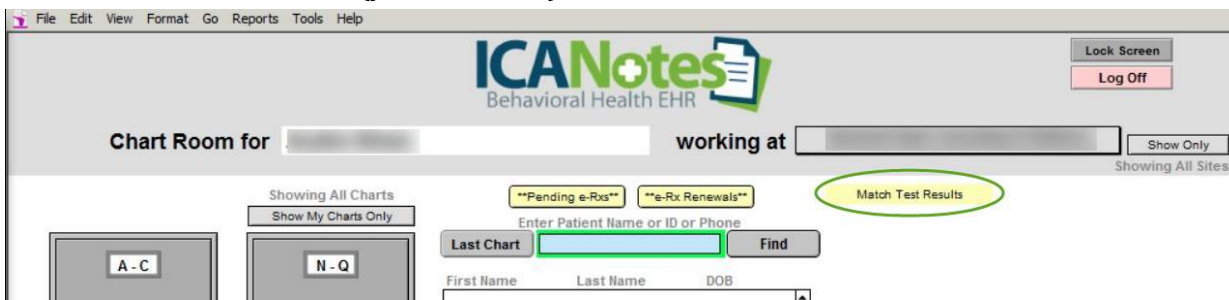 File Edit View Format Go Reports Tools Help
ICANotes
Behavioral Health EHR
Lock Screen
Log Off
Chart Room for
working at
Show Only
Showing All Sites
Showing All Charts
Show My Charts Only
**Pending e-Rxs** **e-Rx Renewals**
Match Test Results
Enter Patient Name or ID or Phone
Last Chart Find
A - C
N - Q
First Name Last Name DOB